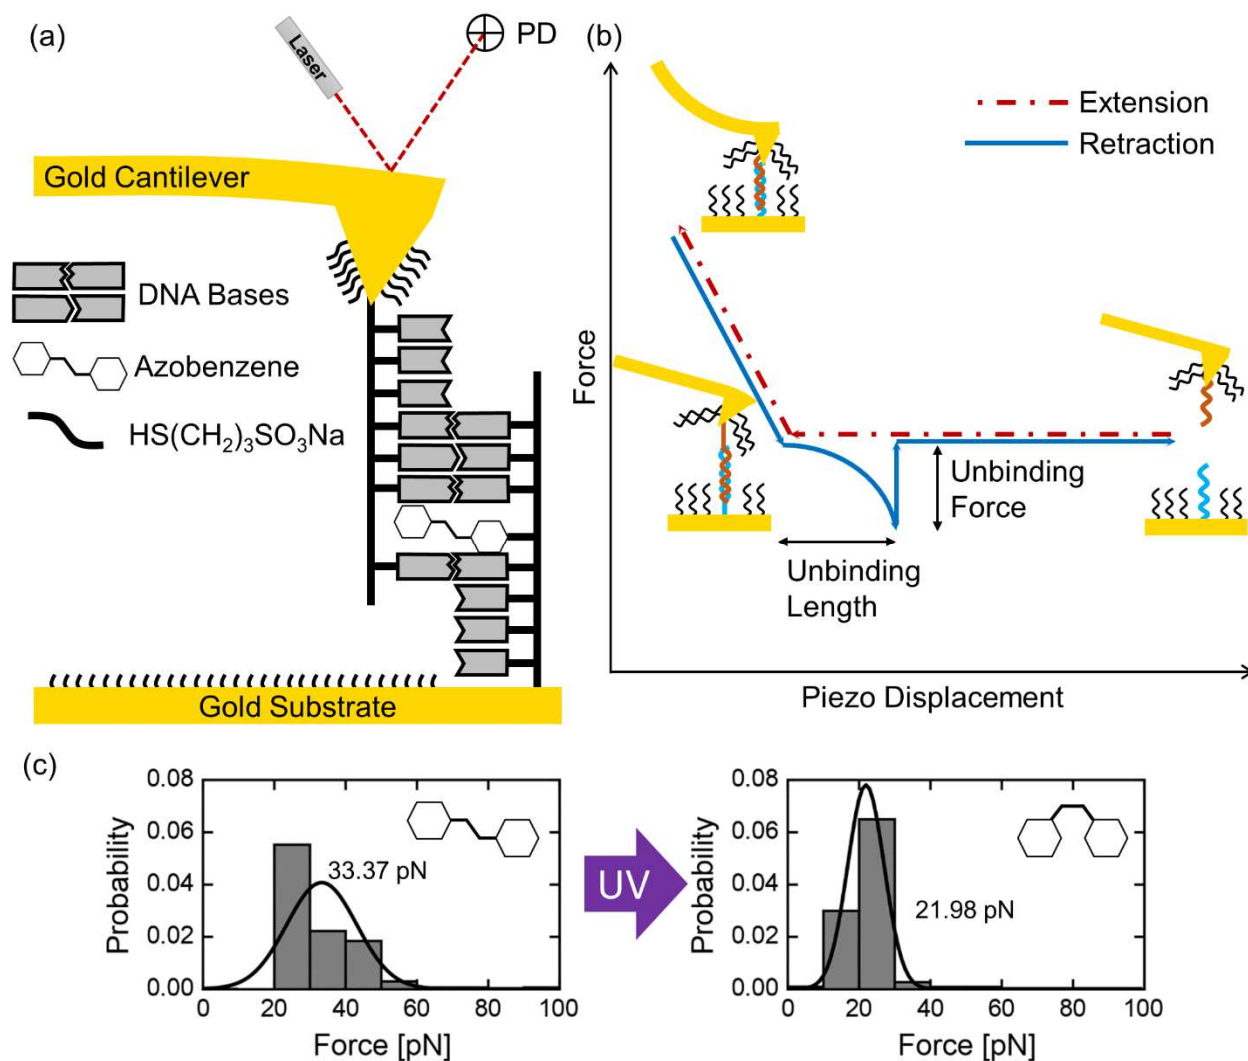 (a)
Laser
PD
Gold Cantilever
DNA Bases
Azobenzene
HS(CH₂)₃SO₃Na
Gold Substrate
(b)
Extension
Retraction
Force
Unbinding
Force
Unbinding
Length
Piezo Displacement
(c)
Probability
0.08
0.06
0.04
0.02
0.00
33.37 pN
0 20 40 60 80 100
Force [pN]
UV
Probability
0.08
0.06
0.04
0.02
0.00
21.98 pN
0 20 40 60 80 100
Force [pN]